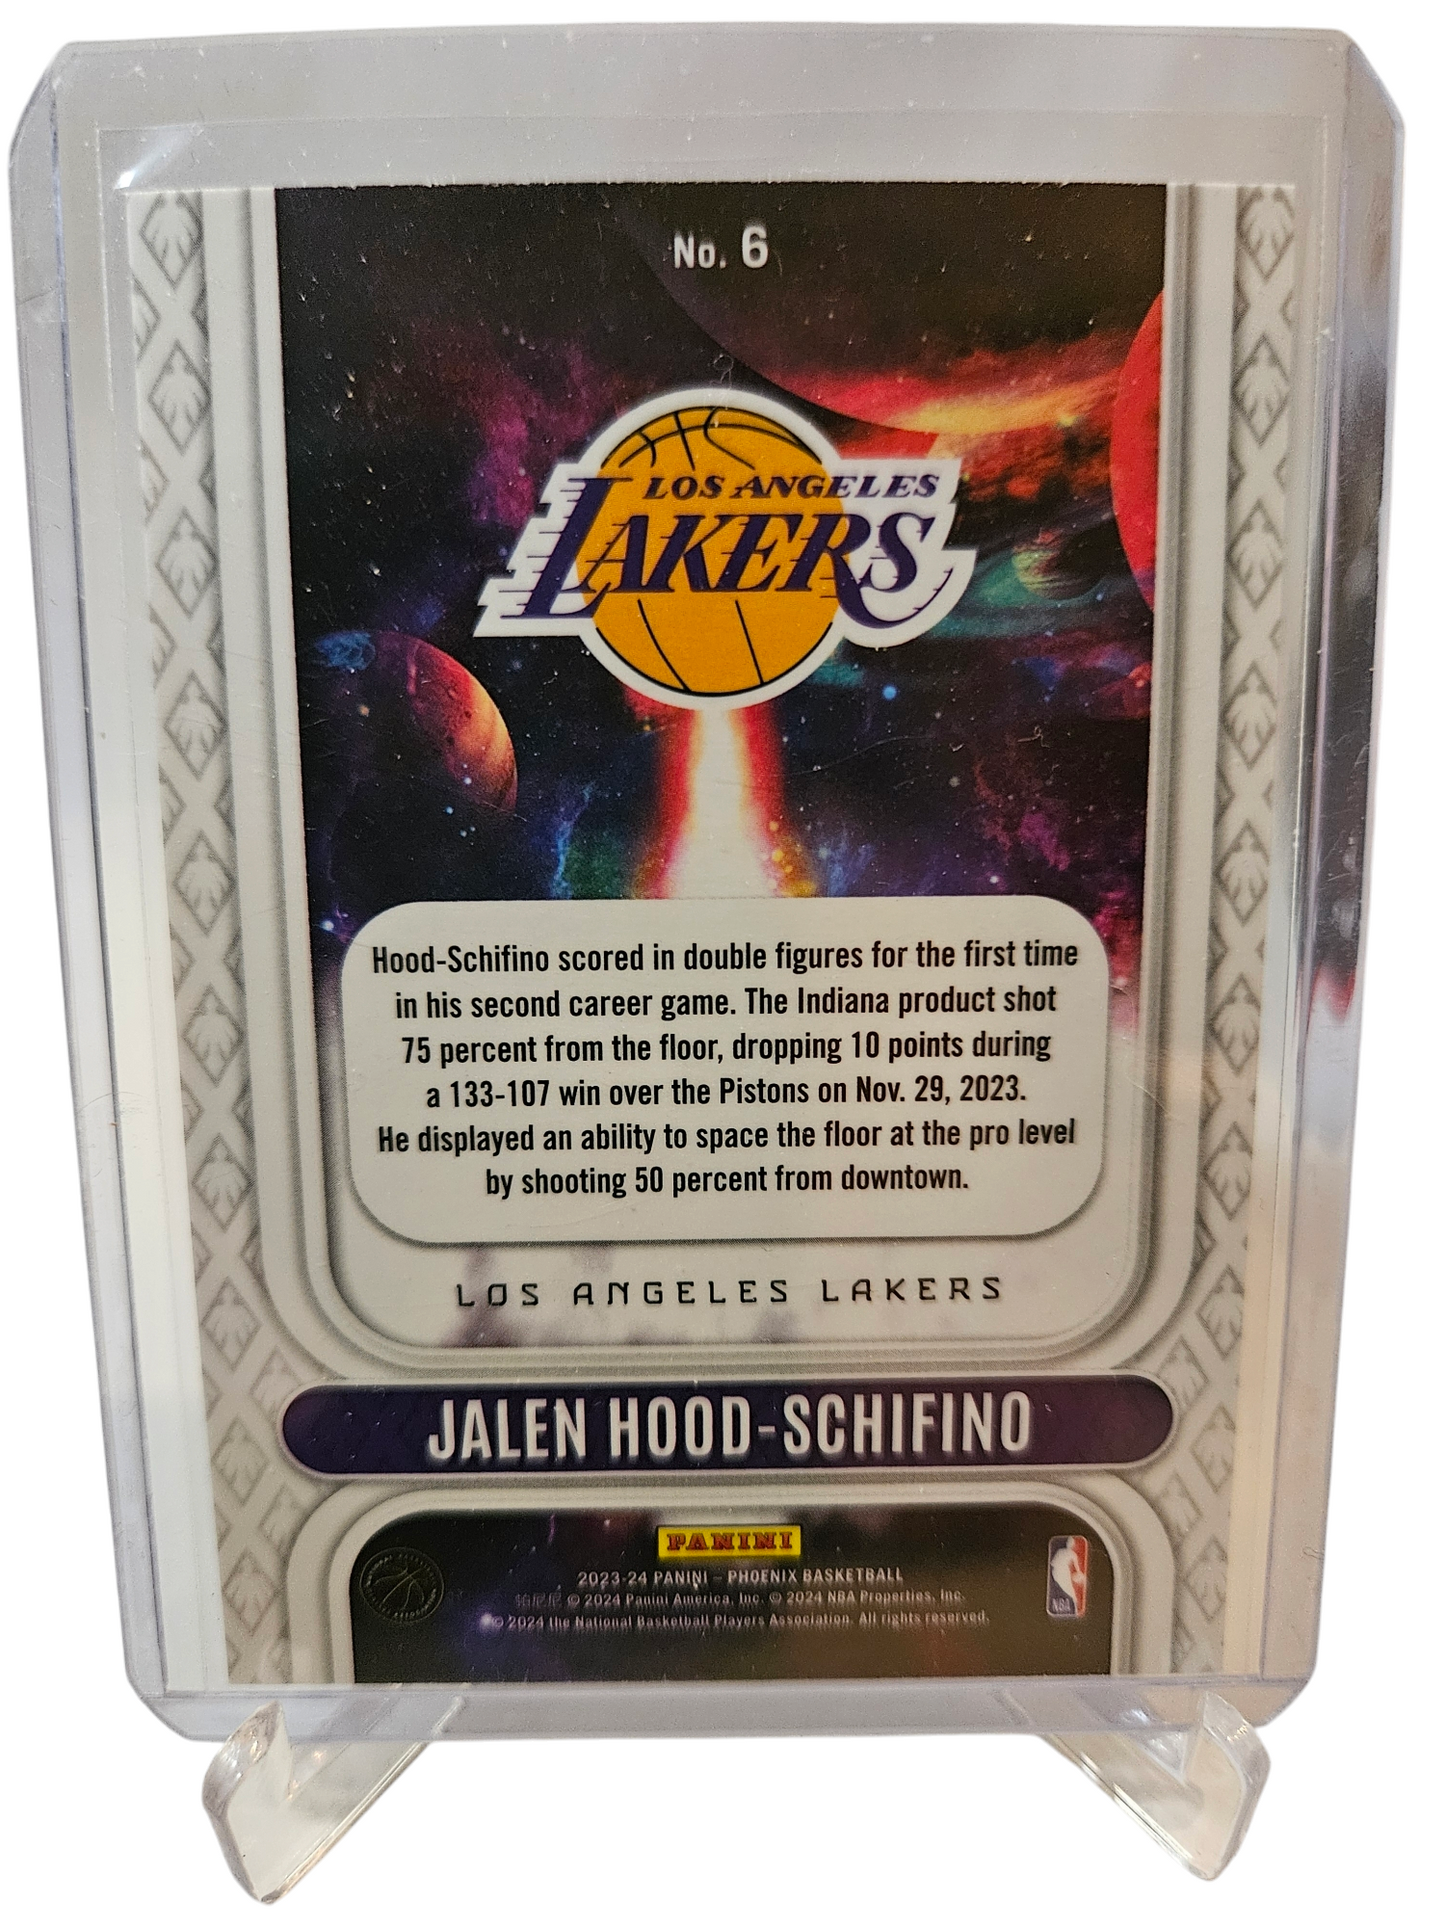 No. 6
LOS ANGELES
LAKERS
Hood-Schifino scored in double figures for the first time
in his second career game. The Indiana product shot
75 percent from the floor, dropping 10 points during
a 133-107 win over the Pistons on Nov. 29, 2023.
He displayed an ability to space the floor at the pro level
by shooting 50 percent from downtown.
LOS ANGELES LAKERS
JALEN HOOD-SCHIFINO
PANINI
2023-24 PANINI – PHOENIX BASKETBALL
帕尼尼 © 2024 Panini America, Inc. © 2024 NBA Properties, Inc.
© 2024 the National Basketball Players Association. All rights reserved.
NBA